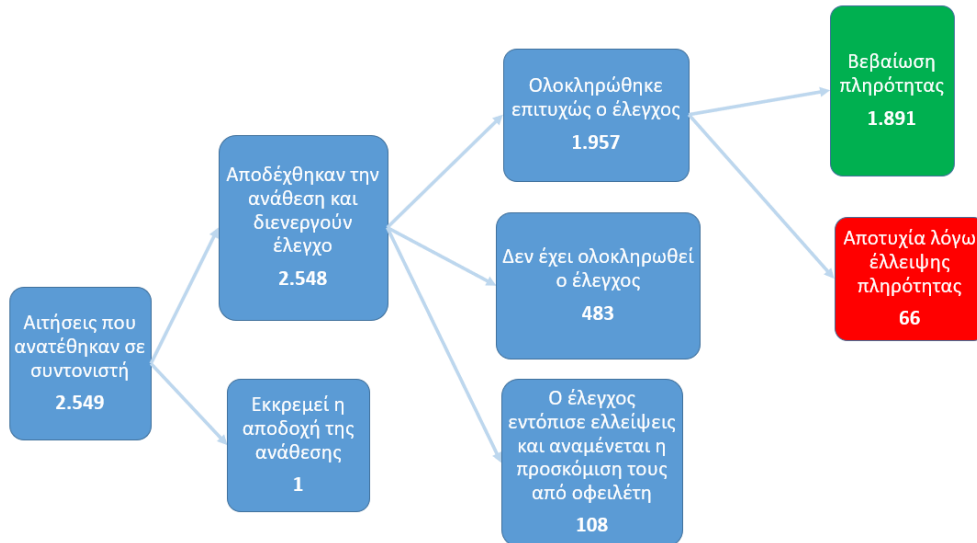 Αιτήσεις που
ανατέθηκαν σε
συντονιστή
2.549
Αποδέχθηκαν την
ανάθεση και
διενεργούν
έλεγχο
2.548
Εκκρεμεί η
αποδοχή της
ανάθεσης
1
Ολοκληρώθηκε
επιτυχώς ο έλεγχος
1.957
Δεν έχει ολοκληρωθεί
ο έλεγχος
483
Ο έλεγχος
εντόπισε ελλείψεις
και αναμένεται η
προσκόμιση τους
από οφειλέτη
108
Βεβαίωση
πληρότητας
1.891
Αποτυχία λόγω
έλλειψης
πληρότητας
66